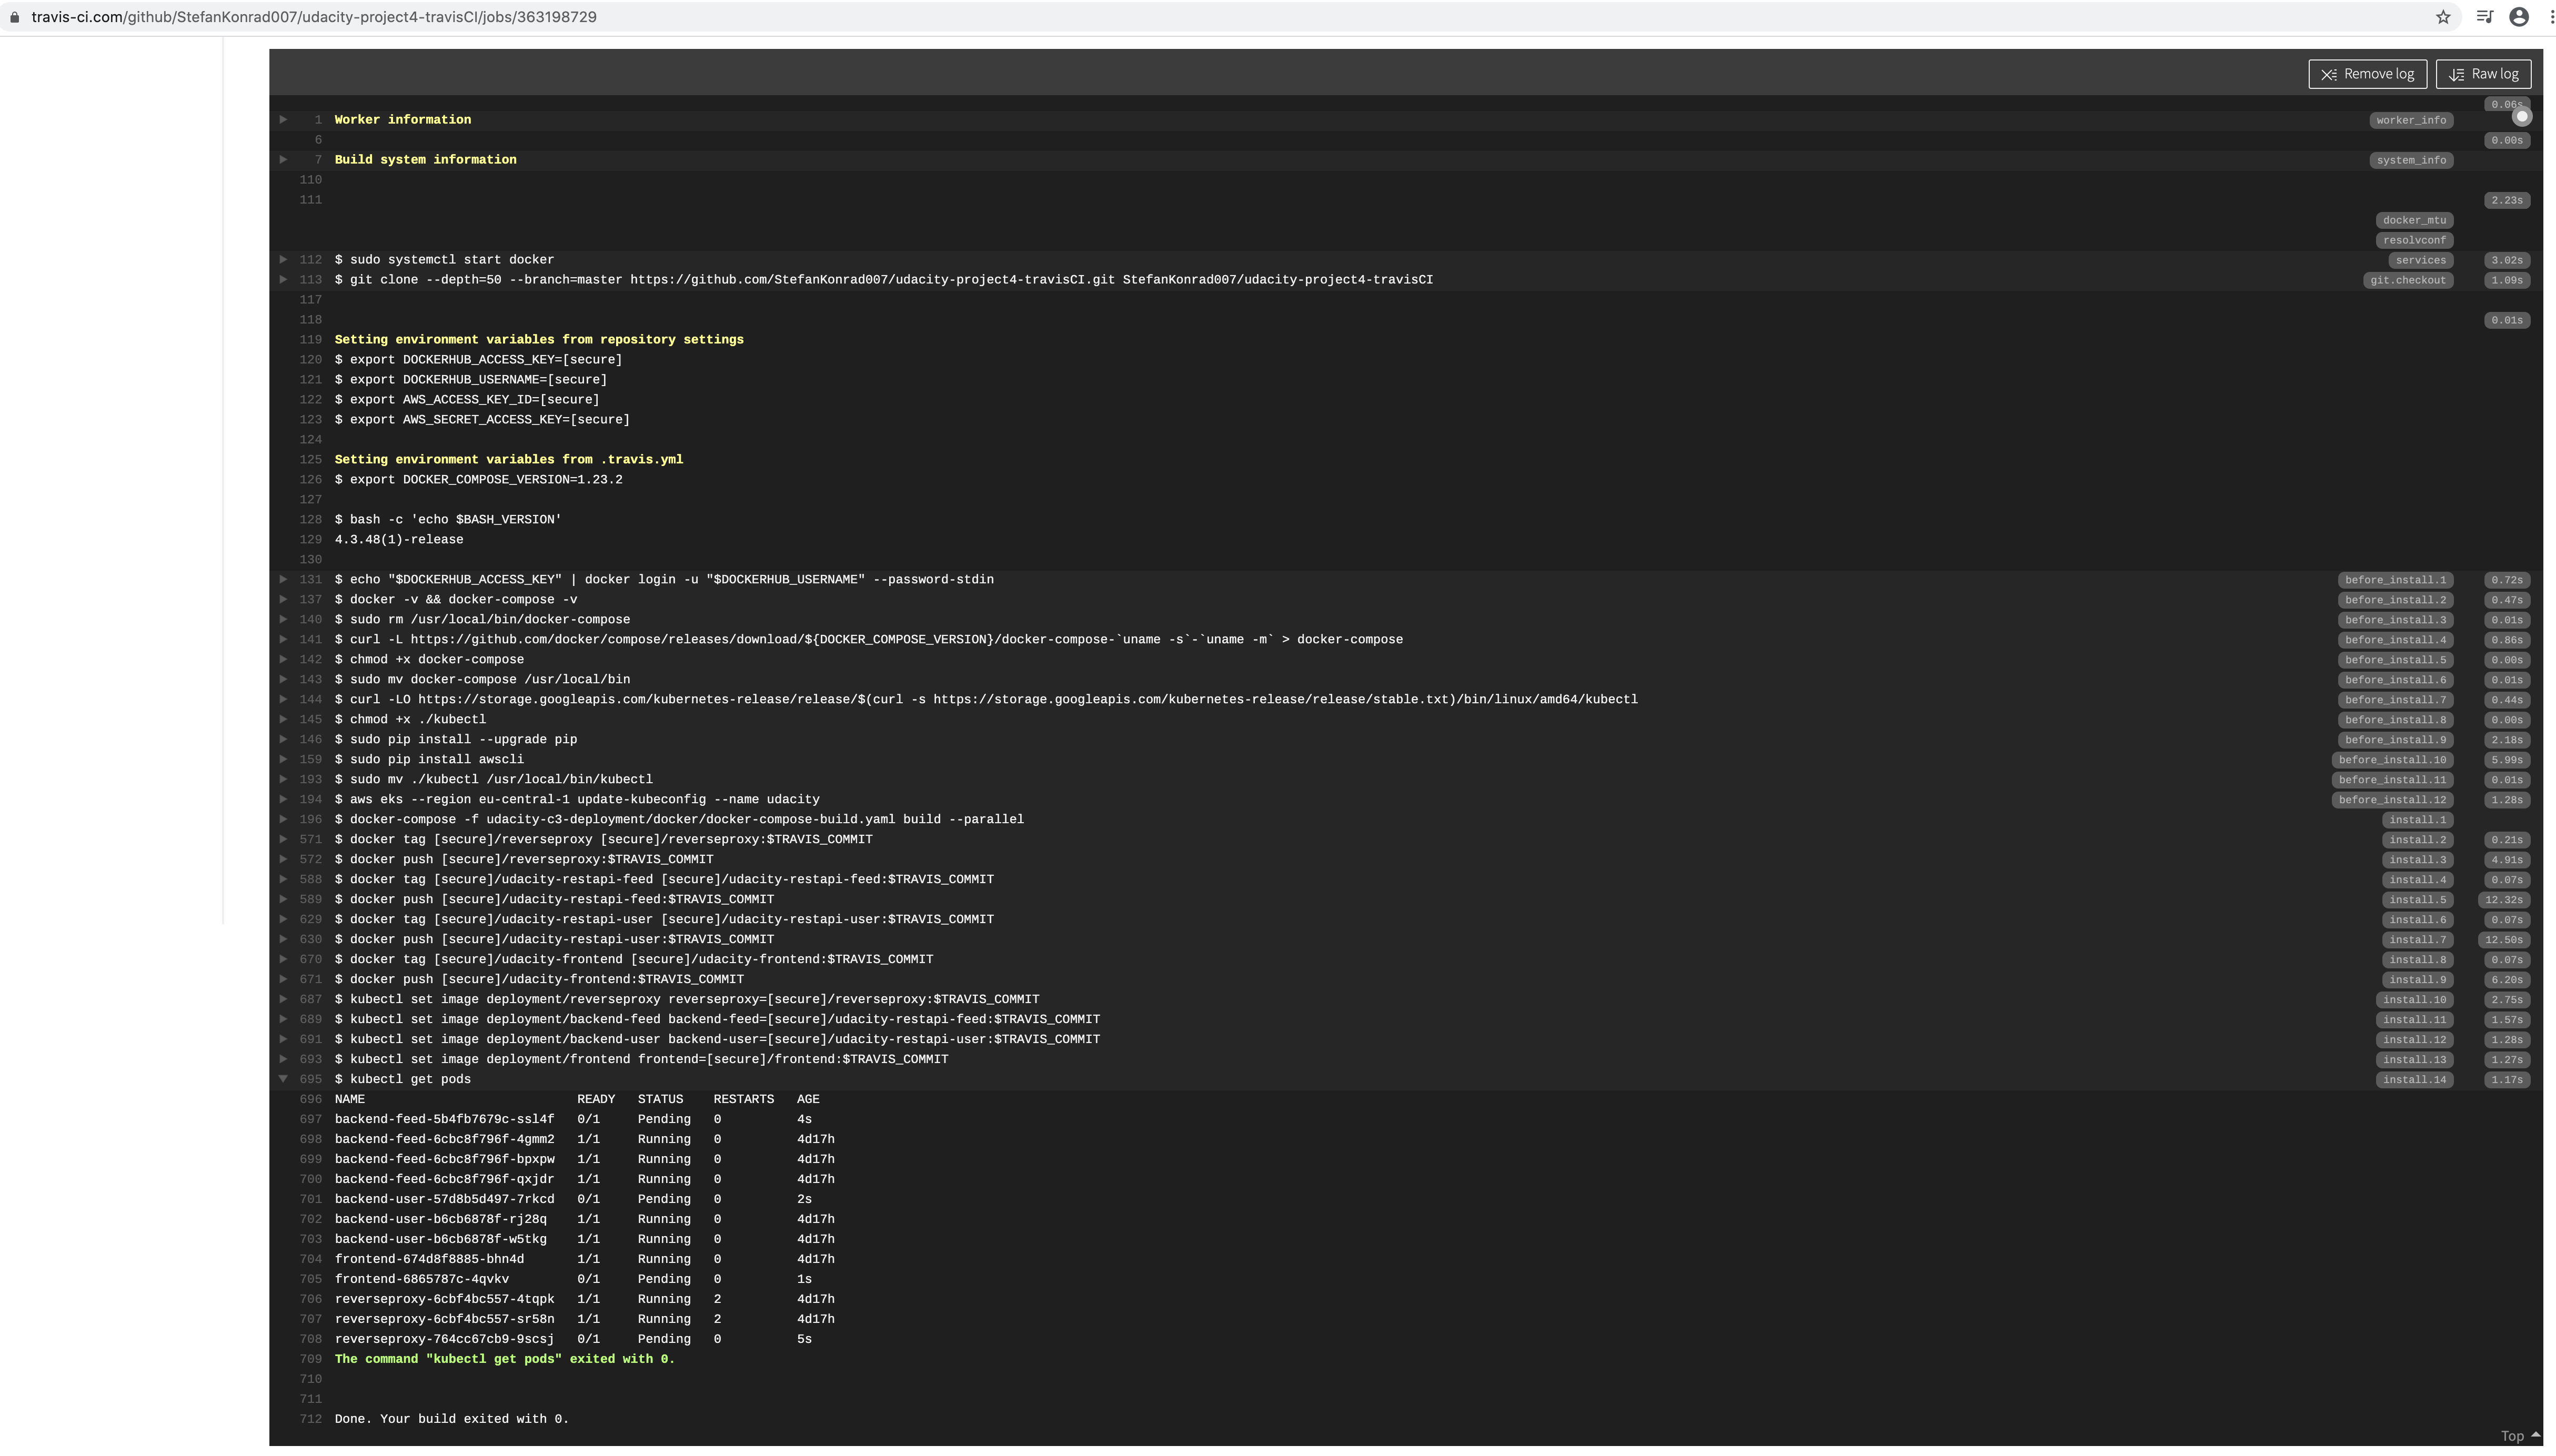 travis-ci.com/github/StefanKonrad007/udacity-project4-travisCI/jobs/363198729
Remove log Raw log
0.06s
1 Worker information worker_info
6 0.00s
7 Build system information system_info
110
111 2.23s
docker_mtu
resolvconf
112 $ sudo systemctl start docker services 3.02s
113 $ git clone --depth=50 --branch=master https://github.com/StefanKonrad007/udacity-project4-travisCI.git StefanKonrad007/udacity-project4-travisCI git.checkout 1.09s
117
118 0.01s
119 Setting environment variables from repository settings
120 $ export DOCKERHUB_ACCESS_KEY=[secure]
121 $ export DOCKERHUB_USERNAME=[secure]
122 $ export AWS_ACCESS_KEY_ID=[secure]
123 $ export AWS_SECRET_ACCESS_KEY=[secure]
124
125 Setting environment variables from .travis.yml
126 $ export DOCKER_COMPOSE_VERSION=1.23.2
127
128 $ bash -c 'echo $BASH_VERSION'
129 4.3.48(1)-release
130
131 $ echo "$DOCKERHUB_ACCESS_KEY" | docker login -u "$DOCKERHUB_USERNAME" --password-stdin before_install.1 0.72s
137 $ docker -v && docker-compose -v before_install.2 0.47s
140 $ sudo rm /usr/local/bin/docker-compose before_install.3 0.01s
141 $ curl -L https://github.com/docker/compose/releases/download/${DOCKER_COMPOSE_VERSION}/docker-compose-`uname -s`-`uname -m` > docker-compose before_install.4 0.86s
142 $ chmod +x docker-compose before_install.5 0.00s
143 $ sudo mv docker-compose /usr/local/bin before_install.6 0.01s
144 $ curl -LO https://storage.googleapis.com/kubernetes-release/release/$(curl -s https://storage.googleapis.com/kubernetes-release/release/stable.txt)/bin/linux/amd64/kubectl before_install.7 0.44s
145 $ chmod +x ./kubectl before_install.8 0.00s
146 $ sudo pip install --upgrade pip before_install.9 2.18s
159 $ sudo pip install awscli before_install.10 5.99s
193 $ sudo mv ./kubectl /usr/local/bin/kubectl before_install.11 0.01s
194 $ aws eks --region eu-central-1 update-kubeconfig --name udacity before_install.12 1.28s
196 $ docker-compose -f udacity-c3-deployment/docker/docker-compose-build.yaml build --parallel install.1
571 $ docker tag [secure]/reverseproxy [secure]/reverseproxy:$TRAVIS_COMMIT install.2 0.21s
572 $ docker push [secure]/reverseproxy:$TRAVIS_COMMIT install.3 4.91s
588 $ docker tag [secure]/udacity-restapi-feed [secure]/udacity-restapi-feed:$TRAVIS_COMMIT install.4 0.07s
589 $ docker push [secure]/udacity-restapi-feed:$TRAVIS_COMMIT install.5 12.32s
629 $ docker tag [secure]/udacity-restapi-user [secure]/udacity-restapi-user:$TRAVIS_COMMIT install.6 0.07s
630 $ docker push [secure]/udacity-restapi-user:$TRAVIS_COMMIT install.7 12.50s
670 $ docker tag [secure]/udacity-frontend [secure]/udacity-frontend:$TRAVIS_COMMIT install.8 0.07s
671 $ docker push [secure]/udacity-frontend:$TRAVIS_COMMIT install.9 6.20s
687 $ kubectl set image deployment/reverseproxy reverseproxy=[secure]/reverseproxy:$TRAVIS_COMMIT install.10 2.75s
689 $ kubectl set image deployment/backend-feed backend-feed=[secure]/udacity-restapi-feed:$TRAVIS_COMMIT install.11 1.57s
691 $ kubectl set image deployment/backend-user backend-user=[secure]/udacity-restapi-user:$TRAVIS_COMMIT install.12 1.28s
693 $ kubectl set image deployment/frontend frontend=[secure]/frontend:$TRAVIS_COMMIT install.13 1.27s
695 $ kubectl get pods install.14 1.17s
696 NAME READY STATUS RESTARTS AGE
697 backend-feed-5b4fb7679c-ssl4f 0/1 Pending 0 4s
698 backend-feed-6cbc8f796f-4gmm2 1/1 Running 0 4d17h
699 backend-feed-6cbc8f796f-bpxpw 1/1 Running 0 4d17h
700 backend-feed-6cbc8f796f-qxjdr 1/1 Running 0 4d17h
701 backend-user-57d8b5d497-7rkcd 0/1 Pending 0 2s
702 backend-user-b6cb6878f-rj28q 1/1 Running 0 4d17h
703 backend-user-b6cb6878f-w5tkg 1/1 Running 0 4d17h
704 frontend-674d8f8885-bhn4d 1/1 Running 0 4d17h
705 frontend-6865787c-4qvkv 0/1 Pending 0 1s
706 reverseproxy-6cbf4bc557-4tqpk 1/1 Running 2 4d17h
707 reverseproxy-6cbf4bc557-sr58n 1/1 Running 2 4d17h
708 reverseproxy-764cc67cb9-9scsj 0/1 Pending 0 5s
709 The command "kubectl get pods" exited with 0.
710
711
712 Done. Your build exited with 0.
Top